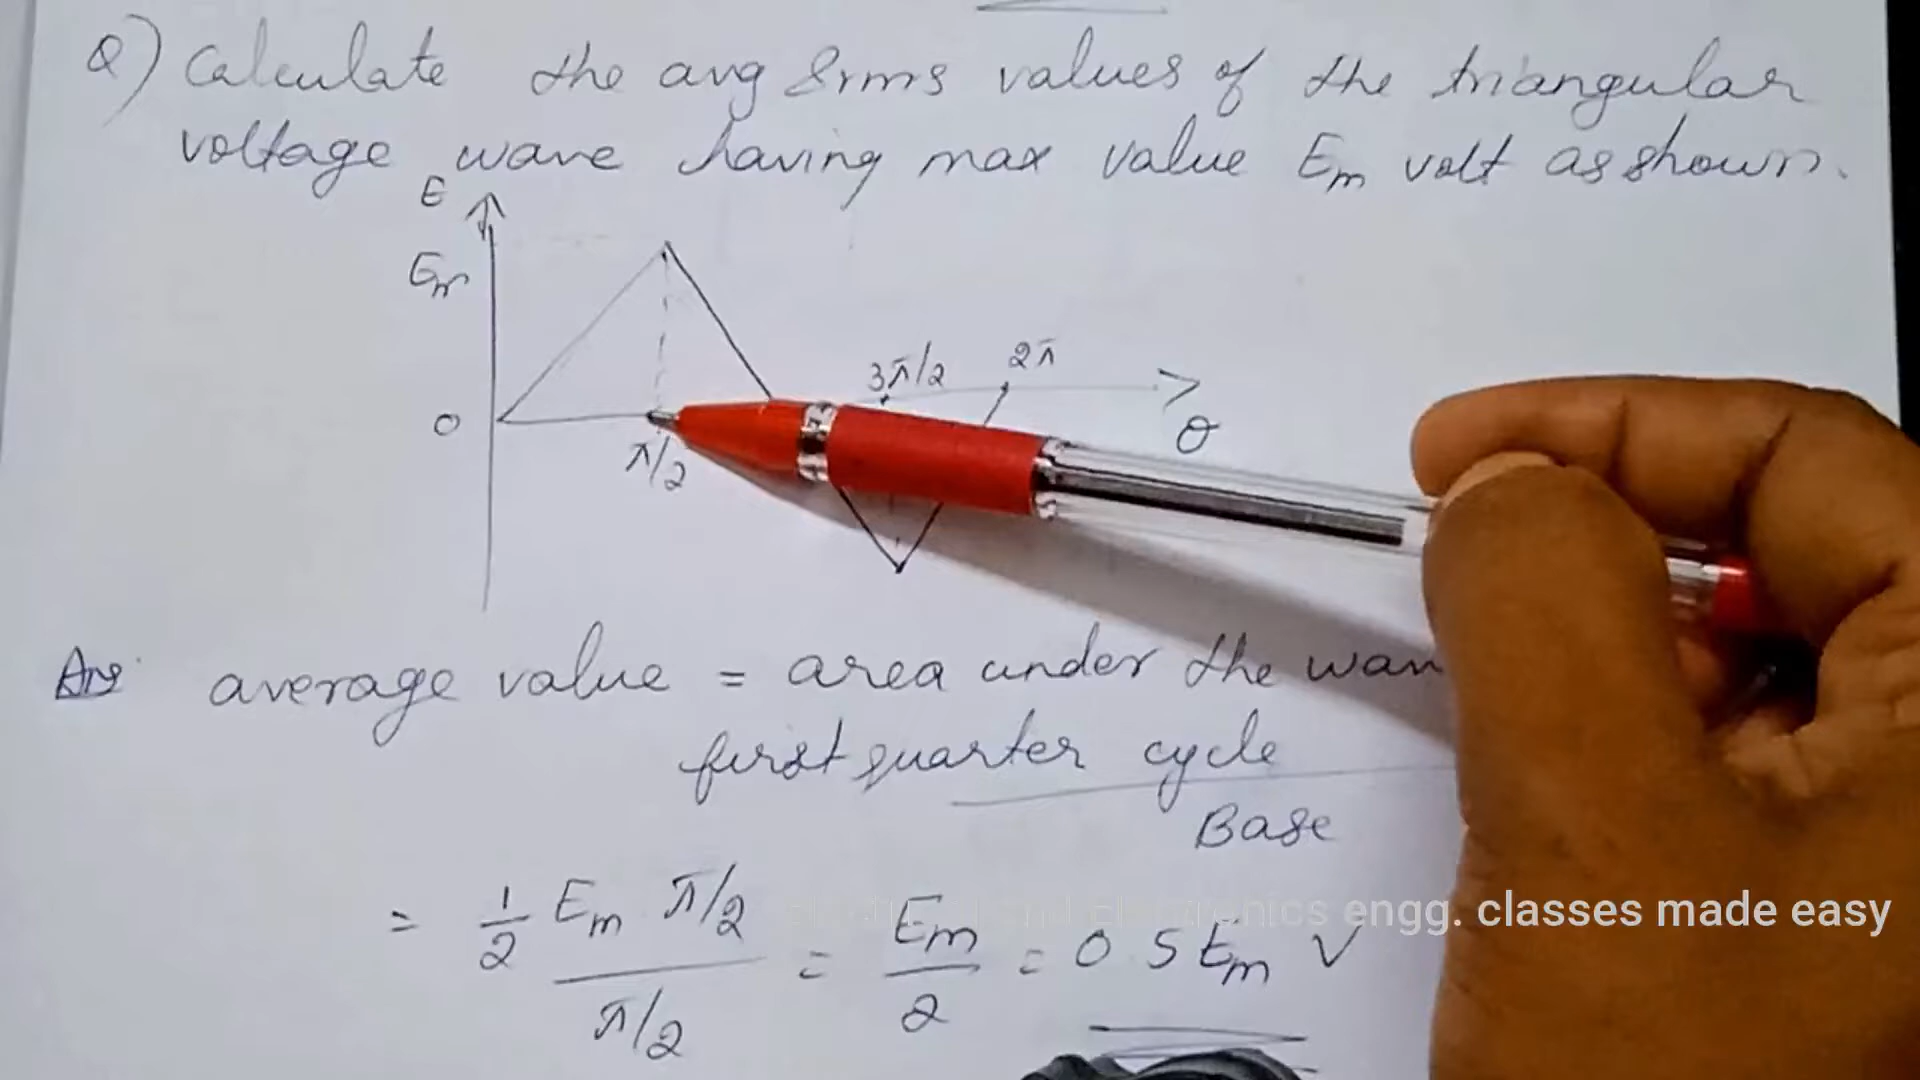 Q) Calculate the avg & rms values of the triangular
voltage wave having max value Em volt as shown.
E
Em
0
π/2
3π/2
2π
θ
Ans average value = area under the
first quarter cycle
Base
= 1/2 Em π/2 / π/2 = Em/2 = 0.5 Em V
engg. classes made easy